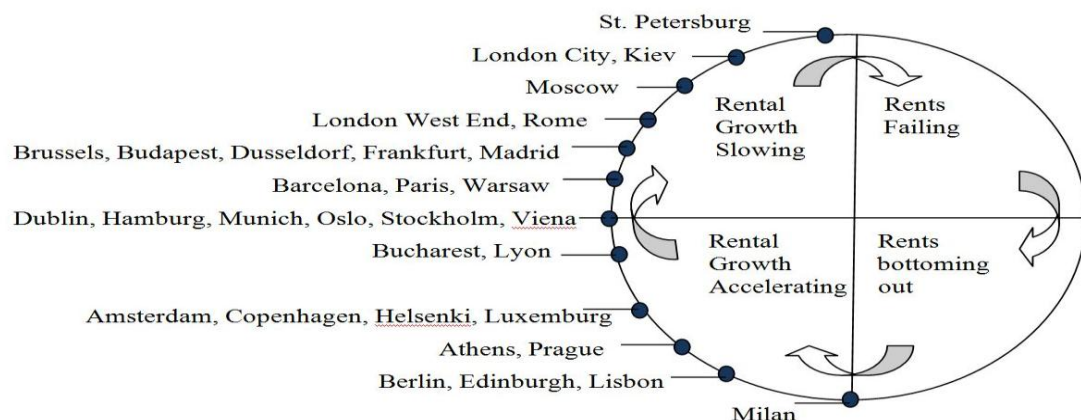 St. Petersburg
London City, Kiev
Moscow
London West End, Rome
Brussels, Budapest, Dusseldorf, Frankfurt, Madrid
Barcelona, Paris, Warsaw
Dublin, Hamburg, Munich, Oslo, Stockholm, Viena
Bucharest, Lyon
Amsterdam, Copenhagen, Helsenki, Luxemburg
Athens, Prague
Berlin, Edinburgh, Lisbon
Milan
Rental
Growth
Slowing
Rents
Failing
Rental
Growth
Accelerating
Rents
bottoming
out